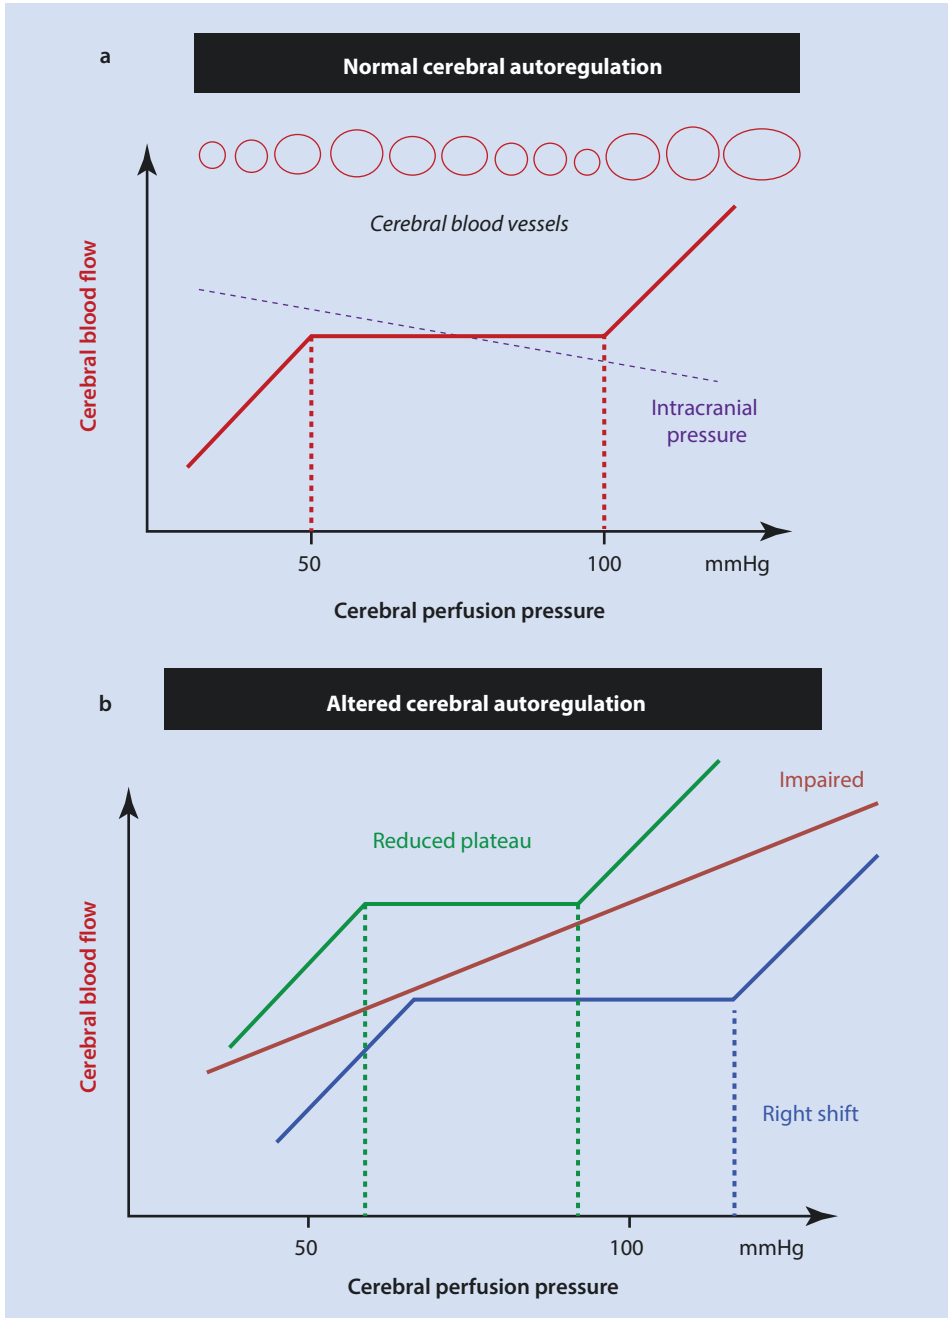 a
Normal cerebral autoregulation
Cerebral blood vessels
Cerebral blood flow
Intracranial
pressure
50
100
mmHg
Cerebral perfusion pressure
b
Altered cerebral autoregulation
Impaired
Reduced plateau
Cerebral blood flow
Right shift
50
100
mmHg
Cerebral perfusion pressure